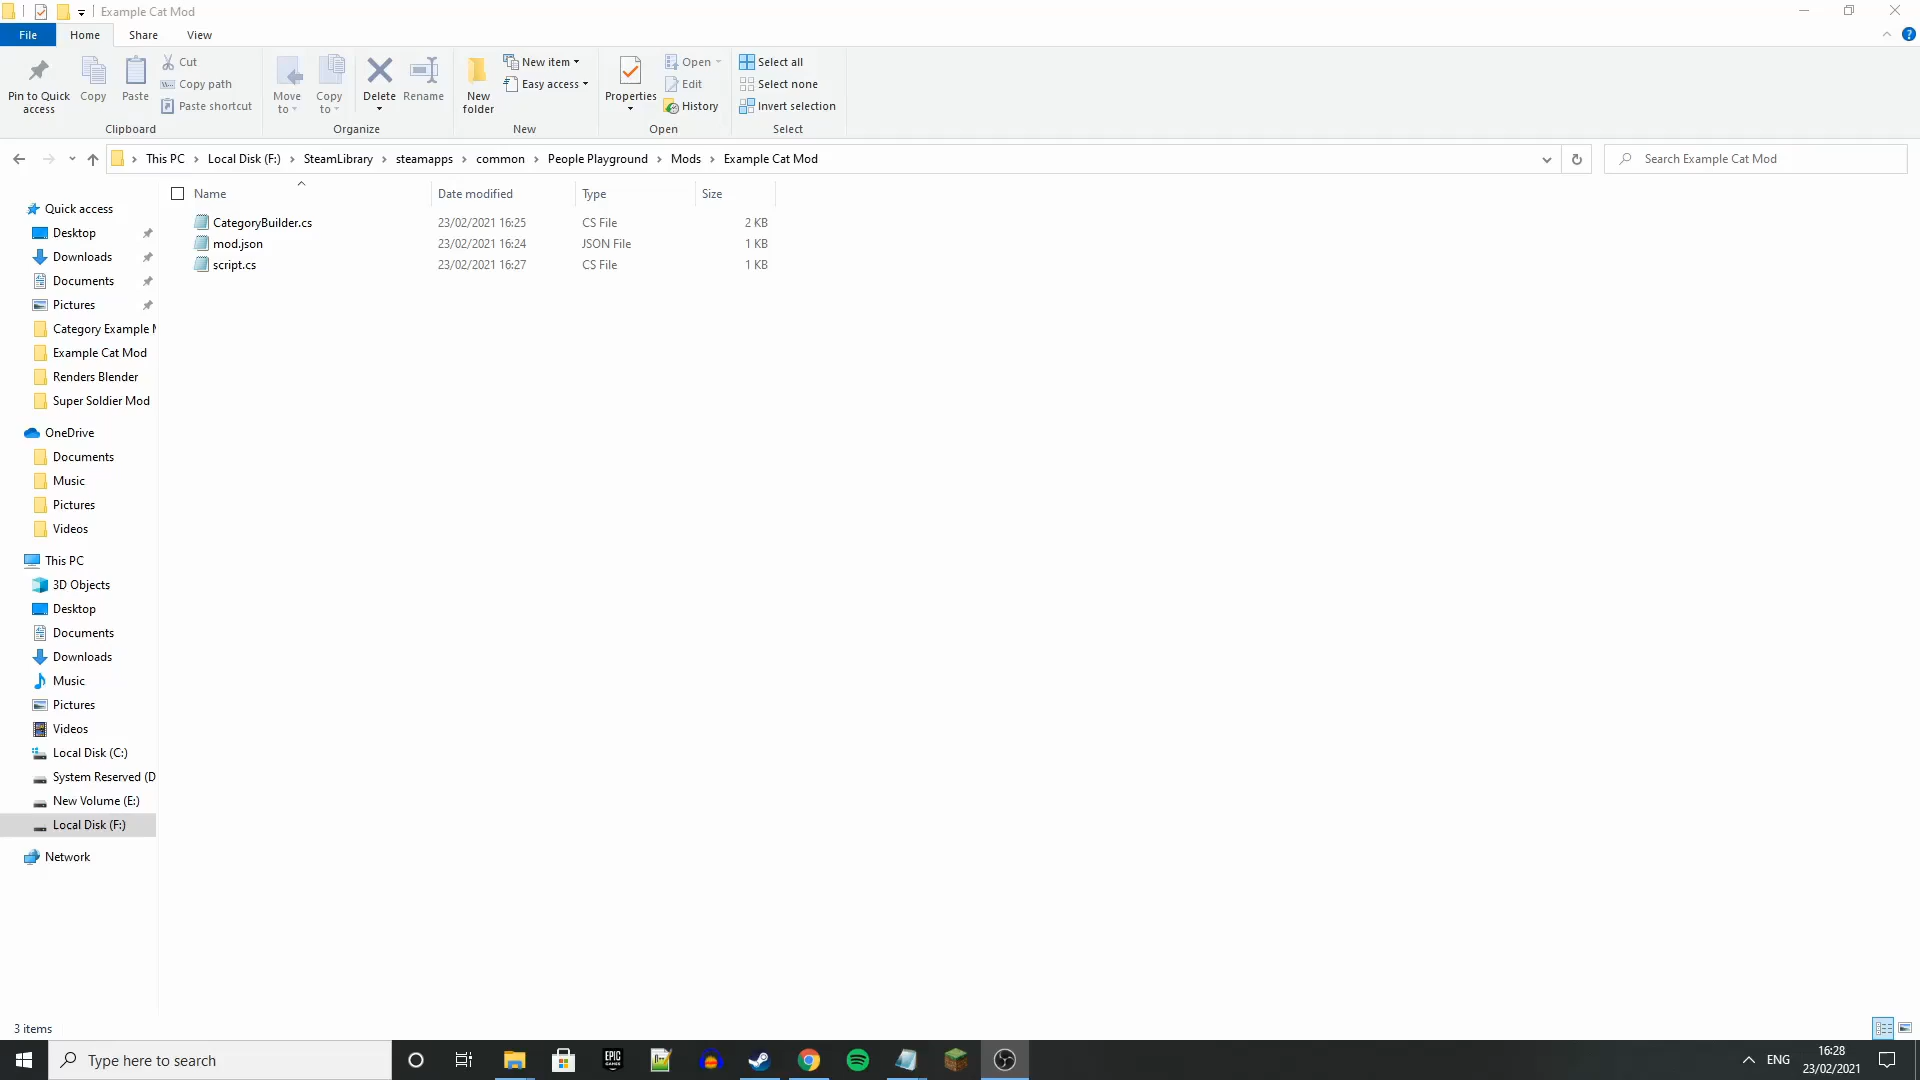 Example Cat Mod
File Home Share View
Pin to Quick access
Copy
Paste
Cut
Copy path
Paste shortcut
Clipboard
Move to
Copy to
Delete
Rename
Organize
New folder
New item
Easy access
New
Properties
Open
Edit
History
Open
Select all
Select none
Invert selection
Select
This PC > Local Disk (F:) > SteamLibrary > steamapps > common > People Playground > Mods > Example Cat Mod
Search Example Cat Mod
Name Date modified Type Size
CategoryBuilder.cs 23/02/2021 16:25 CS File 2 KB
mod.json 23/02/2021 16:24 JSON File 1 KB
script.cs 23/02/2021 16:27 CS File 1 KB
Quick access
Desktop
Downloads
Documents
Pictures
Category Example
Example Cat Mod
Renders Blender
Super Soldier Mod
OneDrive
Documents
Music
Pictures
Videos
This PC
3D Objects
Desktop
Documents
Downloads
Music
Pictures
Videos
Local Disk (C:)
System Reserved (D
New Volume (E:)
Local Disk (F:)
Network
3 items
Type here to search
EPIC GAMES
ENG
16:28
23/02/2021